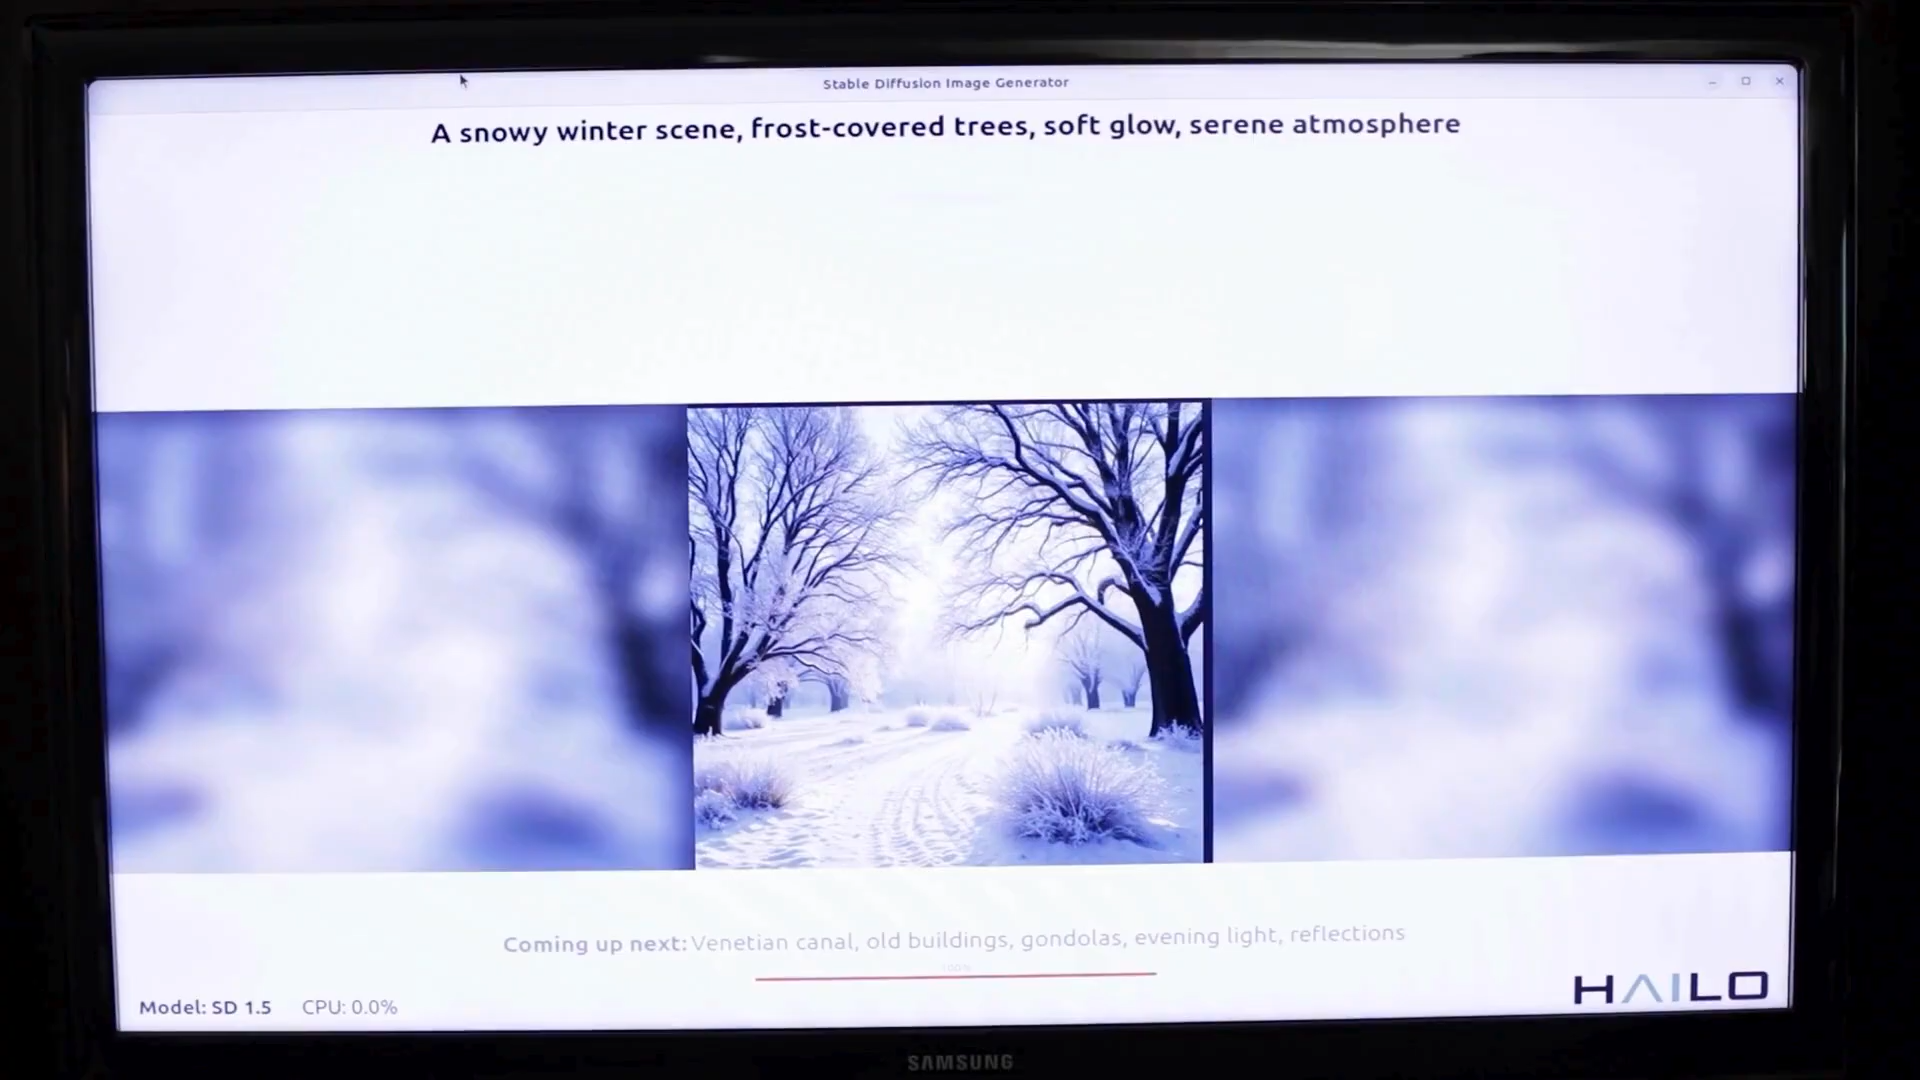 Stable Diffusion Image Generator
A snowy winter scene, frost-covered trees, soft glow, serene atmosphere
Coming up next: Venetian canal, old buildings, gondolas, evening light, reflections
100%
Model: SD 1.5 CPU: 0.0%
HAILO
SAMSUNG